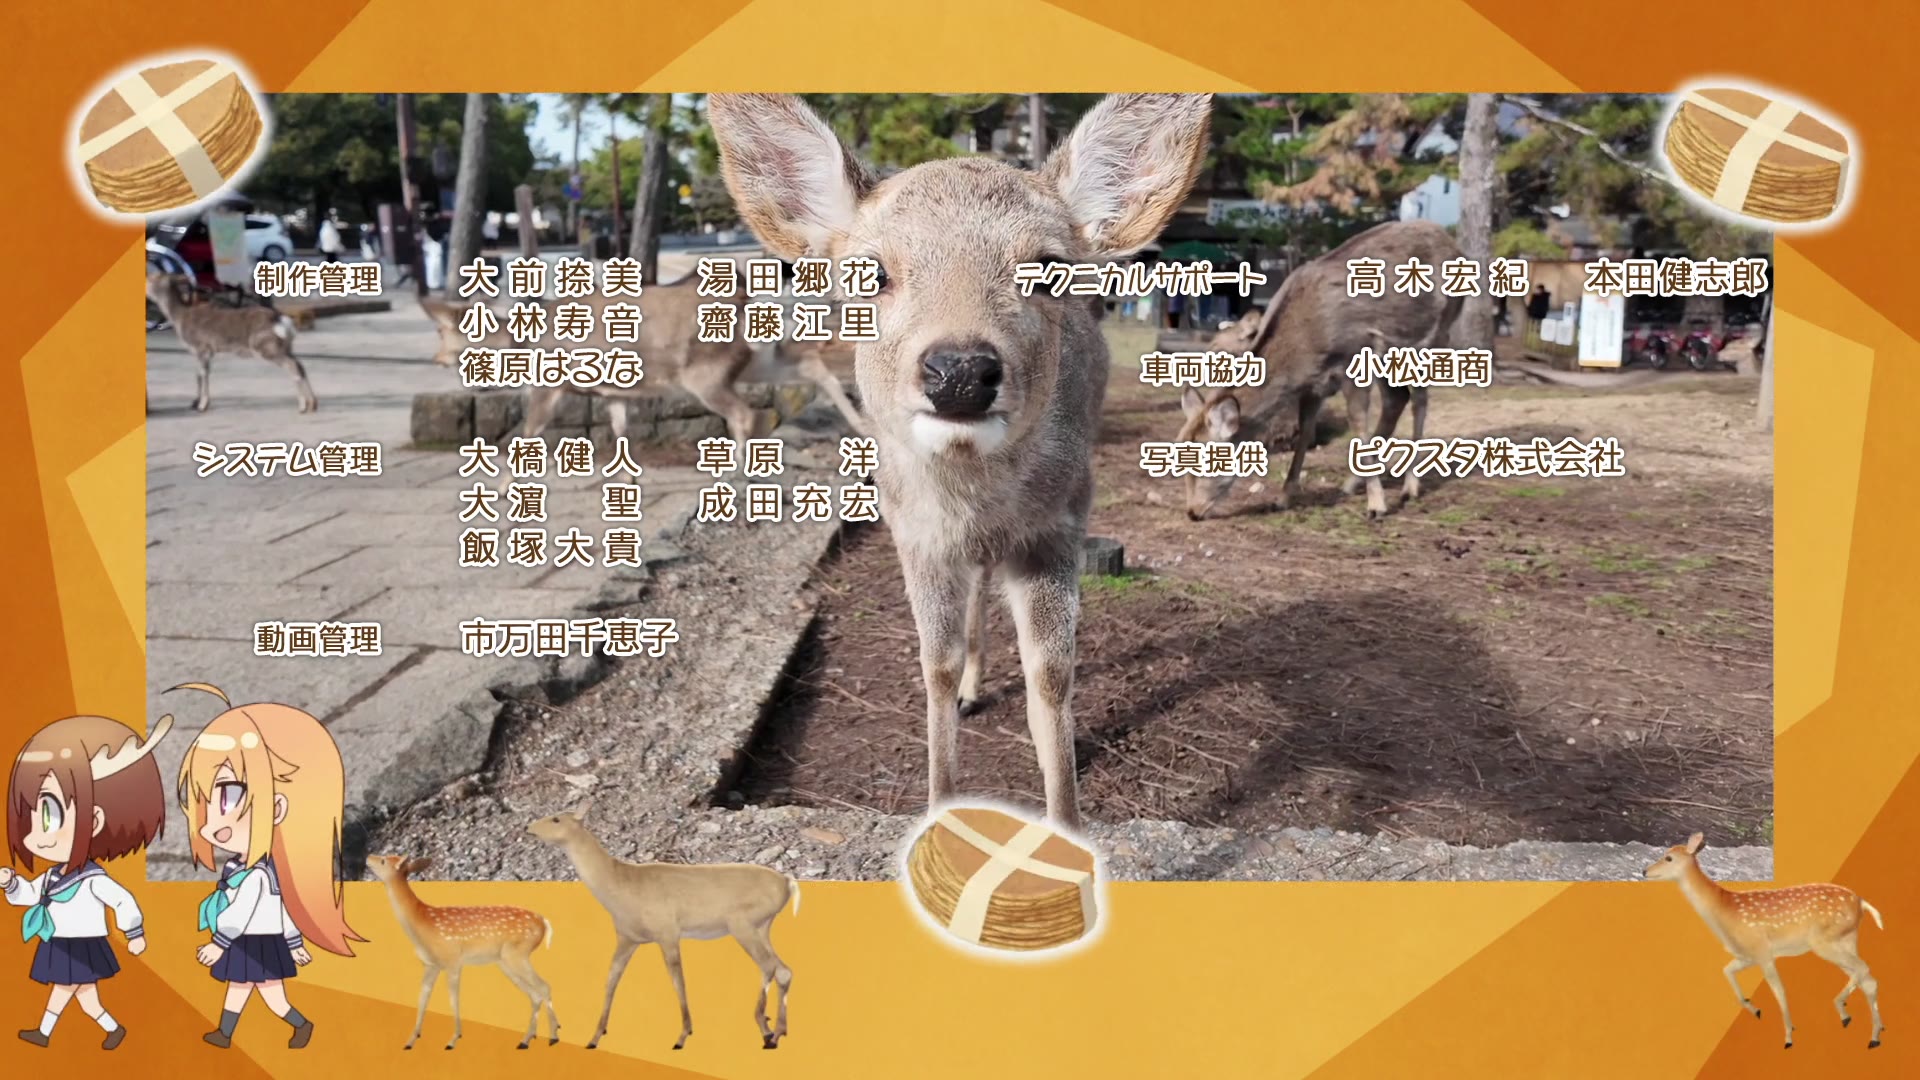 制作管理 大前捺美 湯田郷花
小林寿音 齋藤江里
篠原はるな
システム管理 大橋健人 草原 洋
大濵 聖 成田充宏
飯塚大貴
動画管理 市万田千恵子
テクニカルサポート 高木宏紀 本田健志郎
車両協力 小松通商
写真提供 ピクスタ株式会社